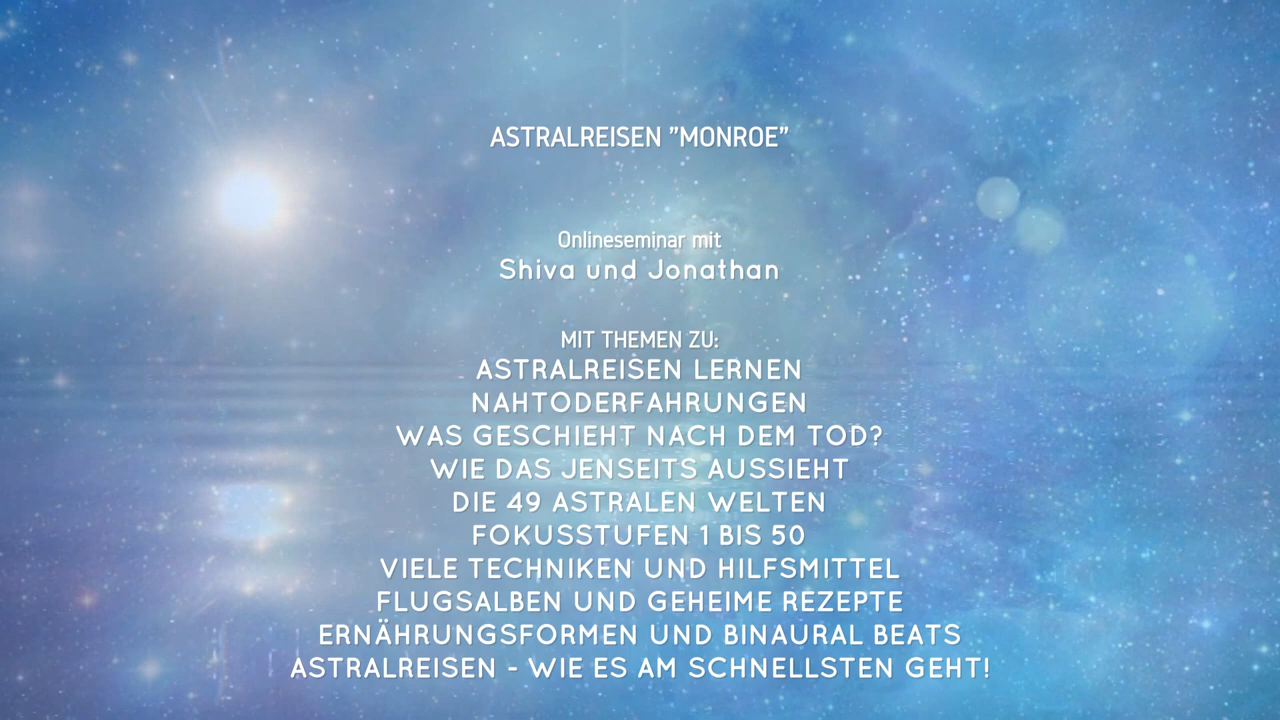 ASTRALREISEN ”MONROE”
Onlineseminar mit
Shiva und Jonathan
MIT THEMEN ZU:
ASTRALREISEN LERNEN
NAHTODERFAHRUNGEN
WAS GESCHIEHT NACH DEM TOD?
WIE DAS JENSEITS AUSSIEHT
DIE 49 ASTRALEN WELTEN
FOKUSSTUFEN 1 BIS 50
VIELE TECHNIKEN UND HILFSMITTEL
FLUGSALBEN UND GEHEIME REZEPTE
ERNÄHRUNGSFORMEN UND BINAURAL BEATS
ASTRALREISEN - WIE ES AM SCHNELLSTEN GEHT!